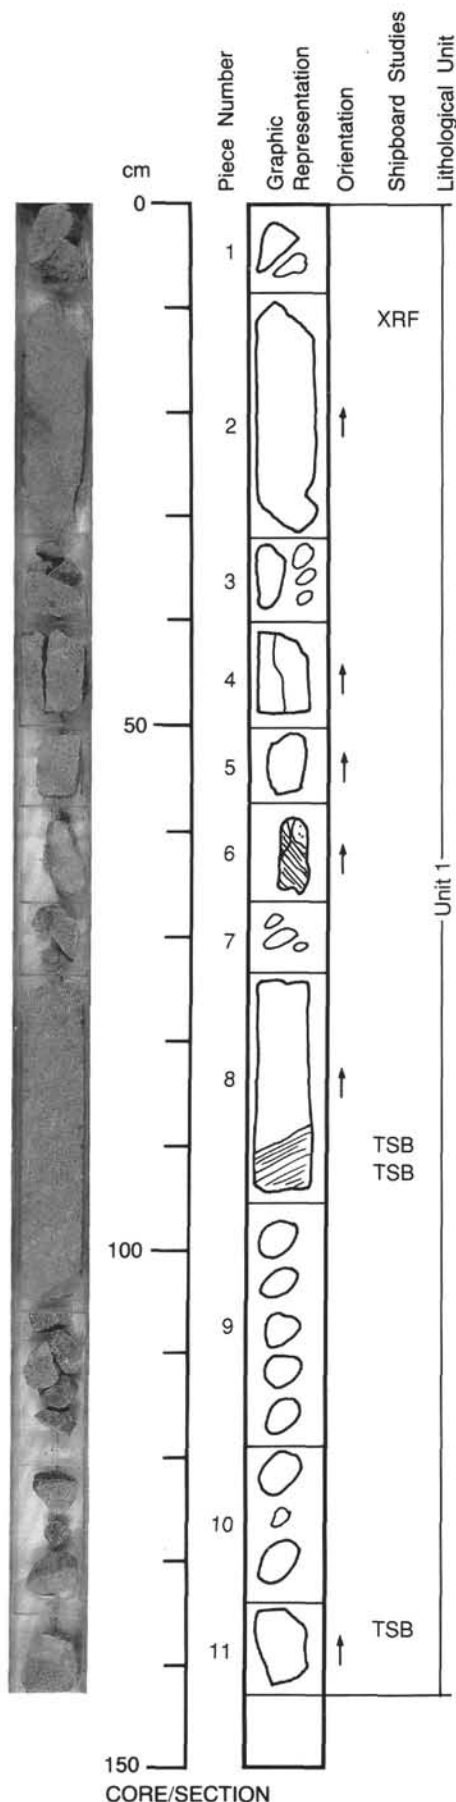 cm
Piece Number
Graphic
Representation
Orientation
Shipboard Studies
Lithological Unit
0
1
XRF
2
3
4
50
5
6
Unit 1
7
8
TSB
TSB
100
9
10
TSB
11
150
CORE/SECTION